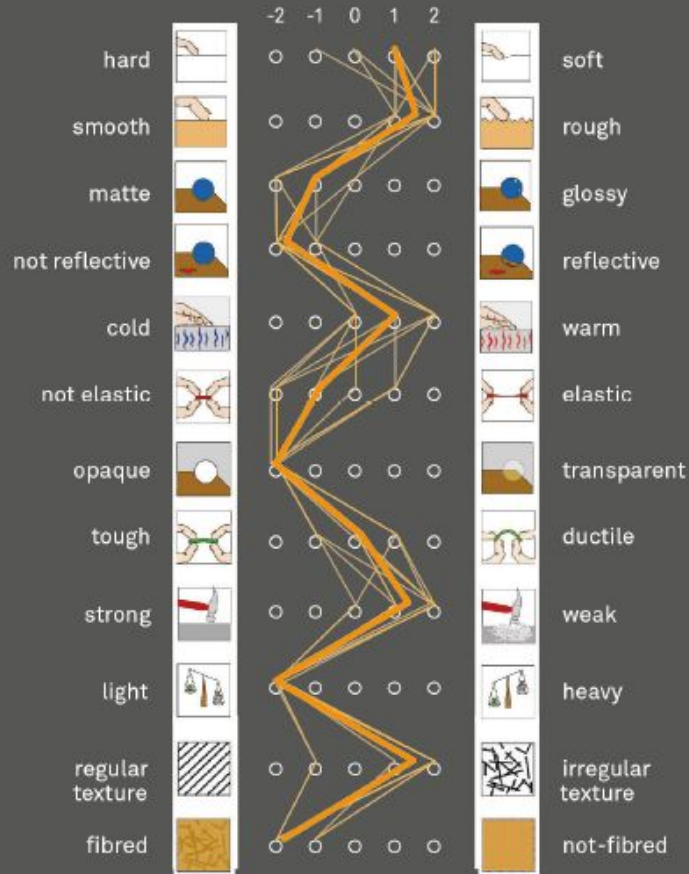 -2 -1 0 1 2
hard soft
smooth rough
matte glossy
not reflective reflective
cold warm
not elastic elastic
opaque transparent
tough ductile
strong weak
light heavy
regular irregular
texture texture
fibred not-fibred